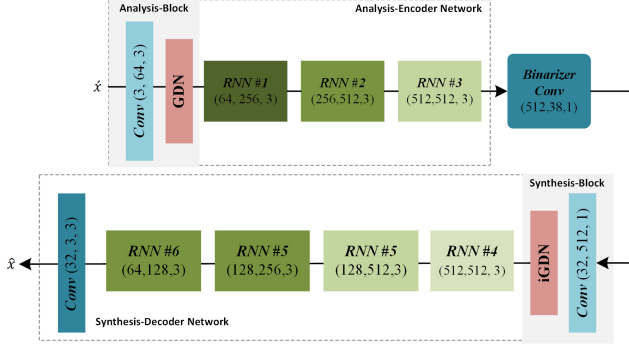 Analysis-Block
Analysis-Encoder Network
x́
Conv (3, 64, 3)
GDN
RNN #1
(64, 256, 3)
RNN #2
(256,512,3)
RNN #3
(512,512, 3)
Binarizer
Conv
(512,38,1)
Synthesis-Block
x̂
Conv (32, 3, 3)
RNN #6
(64,128,3)
RNN #5
(128,256,3)
RNN #5
(128,512,3)
RNN #4
(512,512, 3)
iGDN
Conv (32, 512, 1)
Synthesis-Decoder Network